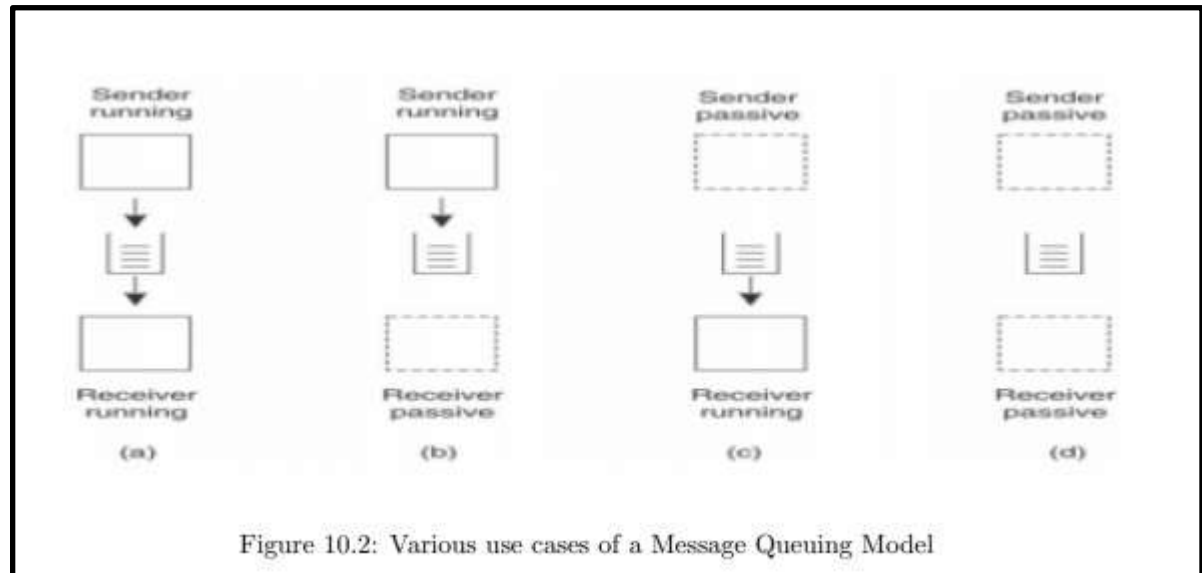 Sender
running
Sender
running
Sender
passive
Sender
passive
Receiver
running
Receiver
passive
Receiver
running
Receiver
passive
(a)
(b)
(c)
(d)
Figure 10.2: Various use cases of a Message Queuing Model